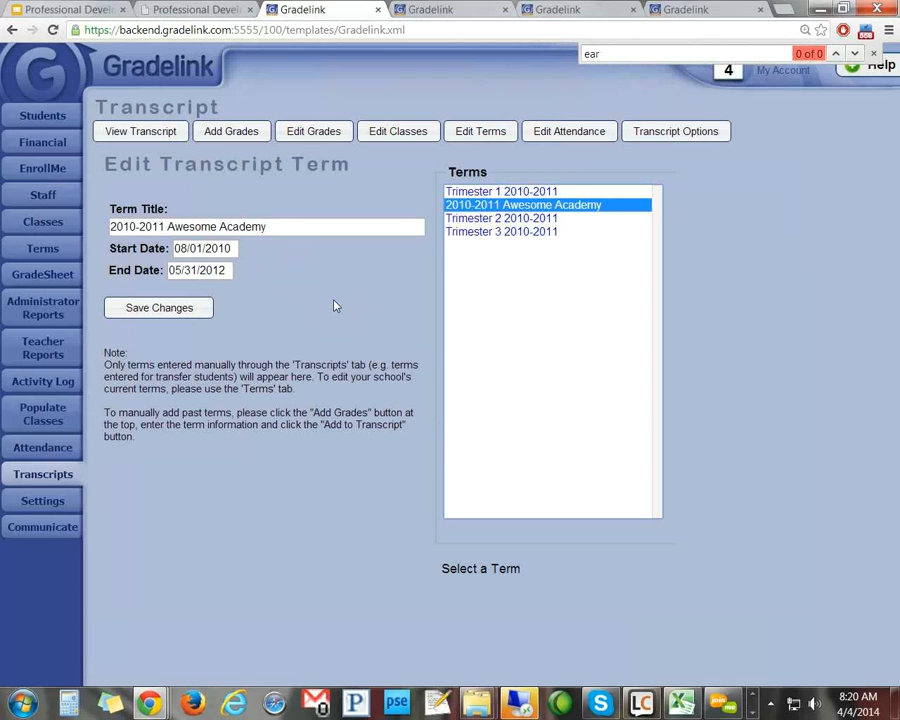 Professional Develo
Professional Develo
Gradelink
Gradelink
Gradelink
Gradelink
https://backend.gradelink.com:5555/100/templates/Gradelink.xml
ear
0 of 0
G
Gradelink
4
My Account
Help
Transcript
View Transcript
Add Grades
Edit Grades
Edit Classes
Edit Terms
Edit Attendance
Transcript Options
Students
Financial
EnrollMe
Staff
Classes
Terms
GradeSheet
Administrator
Reports
Teacher
Reports
Activity Log
Populate
Classes
Attendance
Transcripts
Settings
Communicate
Edit Transcript Term
Term Title:
2010-2011 Awesome Academy
Start Date: 08/01/2010
End Date: 05/31/2012
Save Changes
Note:
Only terms entered manually through the 'Transcripts' tab (e.g. terms
entered for transfer students) will appear here. To edit your school's
current terms, please use the 'Terms' tab.
To manually add past terms, please click the "Add Grades" button at
the top, enter the term information and click the "Add to Transcript"
button.
Terms
Trimester 1 2010-2011
2010-2011 Awesome Academy
Trimester 2 2010-2011
Trimester 3 2010-2011
Select a Term
P
pse
S
LC
8:20 AM
4/4/2014